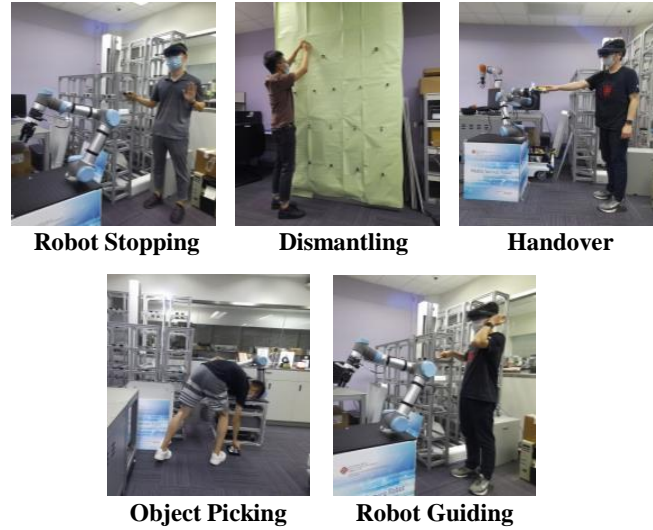 Robot Stopping
Dismantling
Handover
Object Picking
Robot Guiding